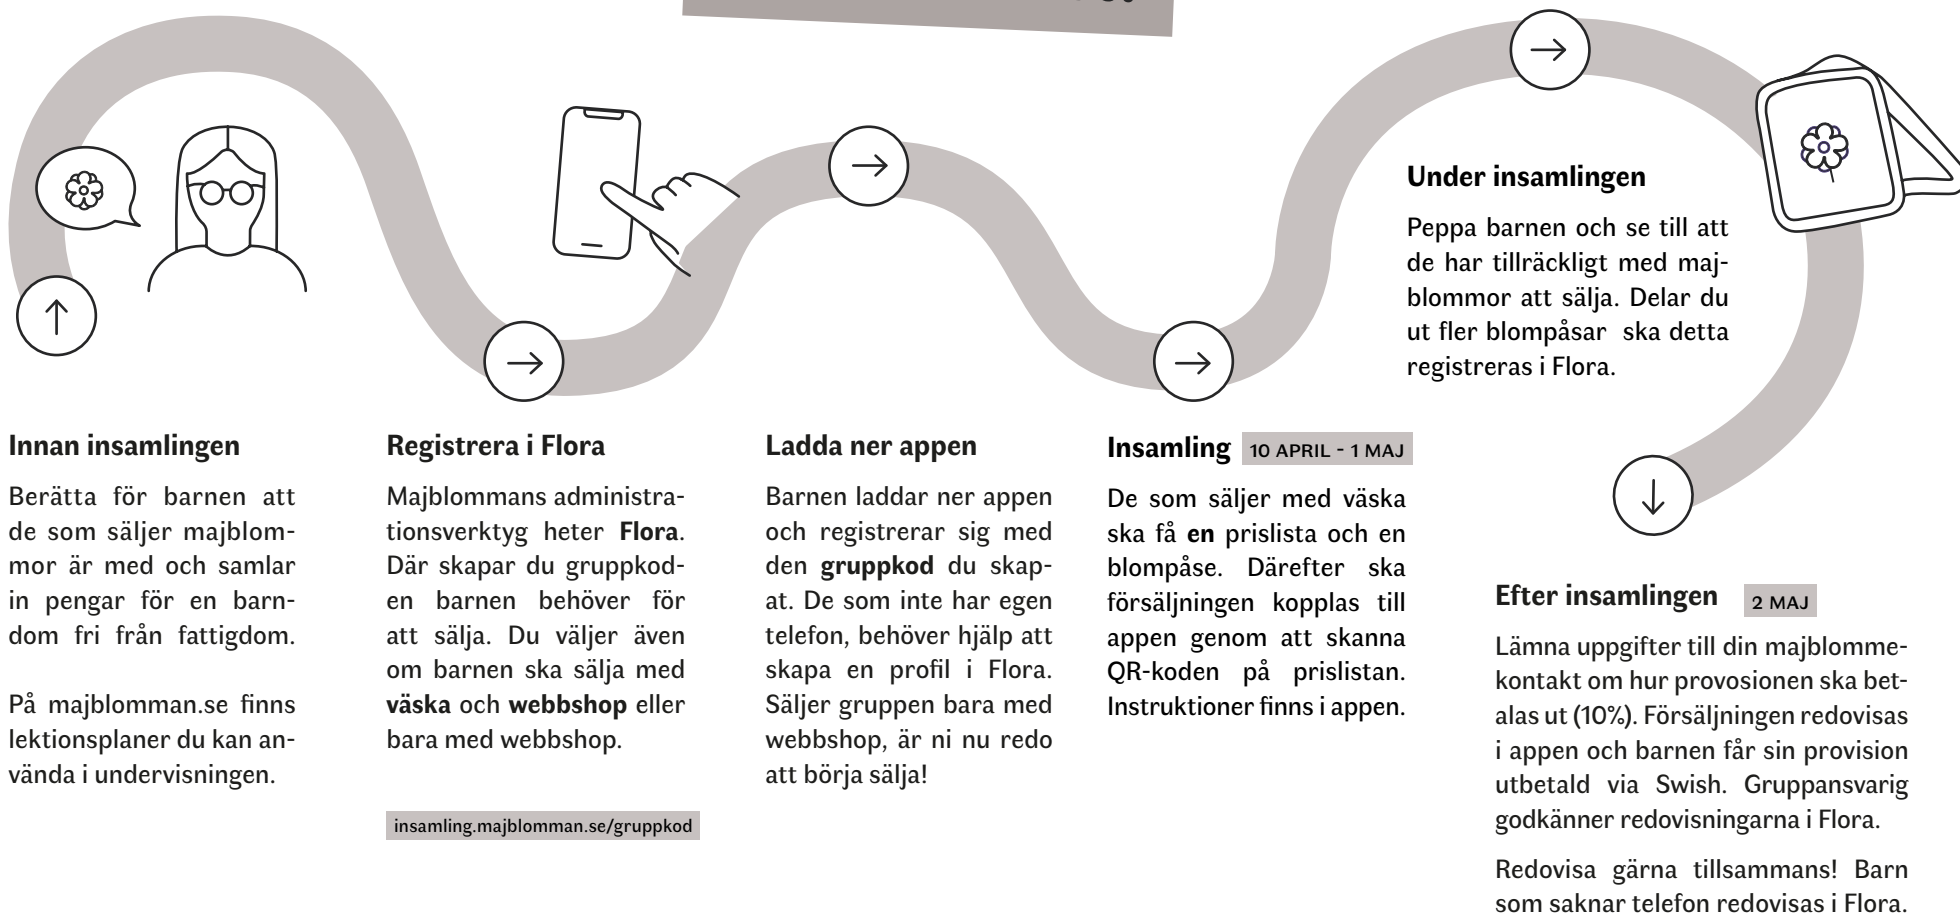 Innan insamlingen
Berätta för barnen att
de som säljer majblom-
mor är med och samlar
in pengar för en barn-
dom fri från fattigdom.
På majblomman.se finns
lektionsplaner du kan an-
vända i undervisningen.
Registrera i Flora
Majblommans administra-
tionsverktyg heter Flora.
Där skapar du gruppkod-
en barnen behöver för
att sälja. Du väljer även
om barnen ska sälja med
väska och webbshop eller
bara med webbshop.
insamling.majblomman.se/gruppkod
Ladda ner appen
Barnen laddar ner appen
och registrerar sig med
den gruppkod du skap-
at. De som inte har egen
telefon, behöver hjälp att
skapa en profil i Flora.
Säljer gruppen bara med
webbshop, är ni nu redo
att börja sälja!
Insamling 10 APRIL - 1 MAJ
De som säljer med väska
ska få en prislista och en
blompåse. Därefter ska
försäljningen kopplas till
appen genom att skanna
QR-koden på prislistan.
Instruktioner finns i appen.
Under insamlingen
Peppa barnen och se till att
de har tillräckligt med maj-
blommor att sälja. Delar du
ut fler blompåsar ska detta
registreras i Flora.
Efter insamlingen 2 MAJ
Lämna uppgifter till din majblomme-
kontakt om hur provosionen ska bet-
alas ut (10%). Försäljningen redovisas
i appen och barnen får sin provision
utbetald via Swish. Gruppansvarig
godkänner redovisningarna i Flora.
Redovisa gärna tillsammans! Barn
som saknar telefon redovisas i Flora.